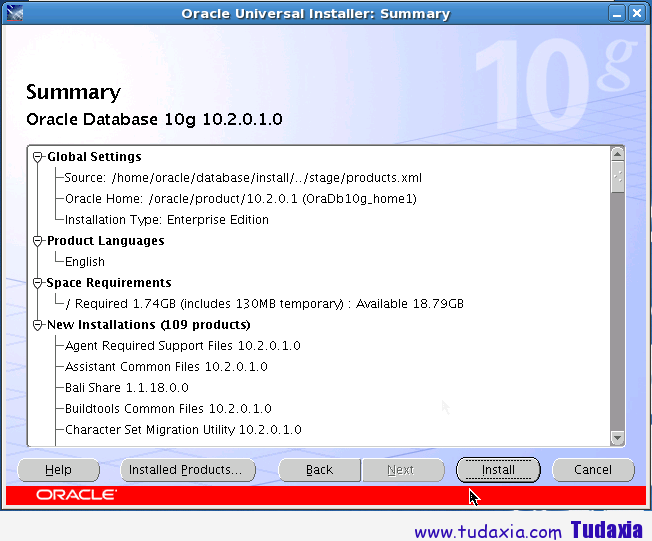 Oracle Universal Installer: Summary
10g
Summary
Oracle Database 10g 10.2.0.1.0
Global Settings
Source: /home/oracle/database/install/../stage/products.xml
Oracle Home: /oracle/product/10.2.0.1 (OraDb10g_home1)
Installation Type: Enterprise Edition
Product Languages
English
Space Requirements
/ Required 1.74GB (includes 130MB temporary) : Available 18.79GB
New Installations (109 products)
Agent Required Support Files 10.2.0.1.0
Assistant Common Files 10.2.0.1.0
Bali Share 1.1.18.0.0
Buildtools Common Files 10.2.0.1.0
Character Set Migration Utility 10.2.0.1.0
Help Installed Products... Back Next Install Cancel
ORACLE
www.tudaxia.com Tudaxia